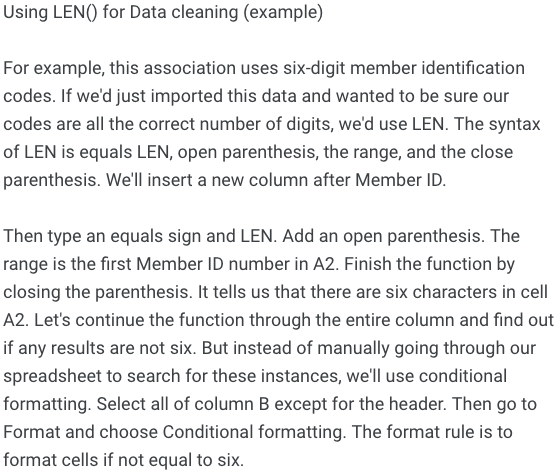 Using LEN() for Data cleaning (example)
For example, this association uses six-digit member identification
codes. If we'd just imported this data and wanted to be sure our
codes are all the correct number of digits, we'd use LEN. The syntax
of LEN is equals LEN, open parenthesis, the range, and the close
parenthesis. We'll insert a new column after Member ID.
Then type an equals sign and LEN. Add an open parenthesis. The
range is the first Member ID number in A2. Finish the function by
closing the parenthesis. It tells us that there are six characters in cell
A2. Let's continue the function through the entire column and find out
if any results are not six. But instead of manually going through our
spreadsheet to search for these instances, we'll use conditional
formatting. Select all of column B except for the header. Then go to
Format and choose Conditional formatting. The format rule is to
format cells if not equal to six.